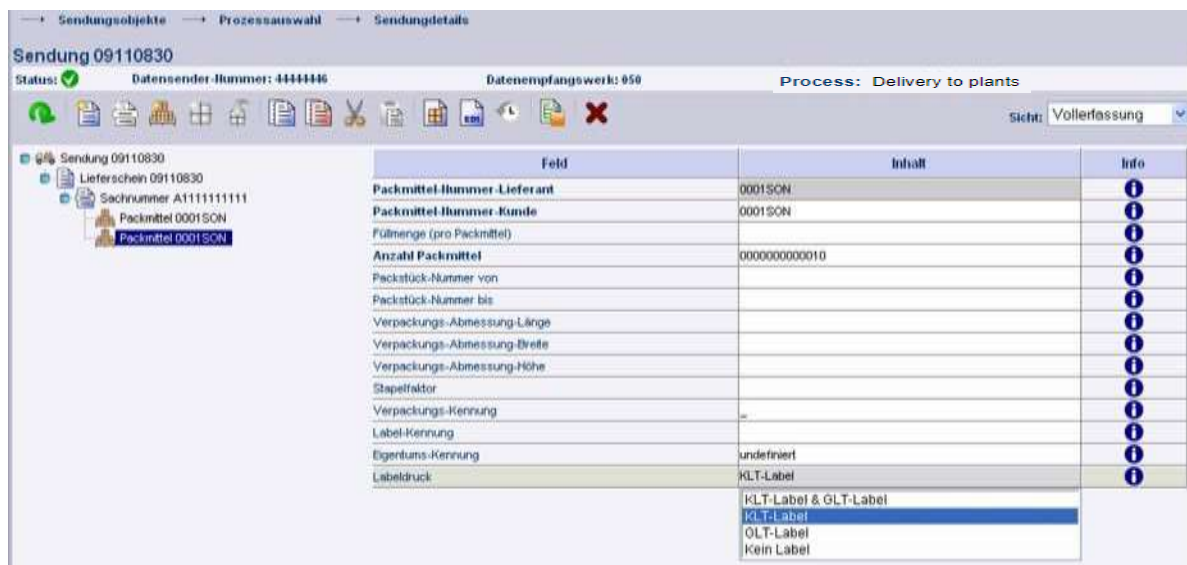 → Sendungsobjekte → Prozessauswahl → Sendungdetails
Sendung 09110830
Status: Datensender-Nummer: 44444446 Datenempfangswerk: 050 Process: Delivery to plants
EDI
Sicht: Vollerfassung
Sendung 09110830
Lieferschein 09110830
Sachnummer A1111111111
Packmittel 0001SON
Packmittel 0001SON
Feld Inhalt Info
Packmittel-Nummer-Lieferant 0001SON
Packmittel-Nummer-Kunde 0001SON
Füllmenge (pro Packmittel)
Anzahl Packmittel 0000000000010
Packstück-Nummer von
Packstück-Nummer bis
Verpackungs-Abmessung-Länge
Verpackungs-Abmessung-Breite
Verpackungs-Abmessung-Höhe
Stapelfaktor
Verpackungs-Kennung _
Label-Kennung
Eigentums-Kennung undefiniert
Labeldruck KLT-Label
KLT-Label & GLT-Label
KLT-Label
GLT-Label
Kein Label